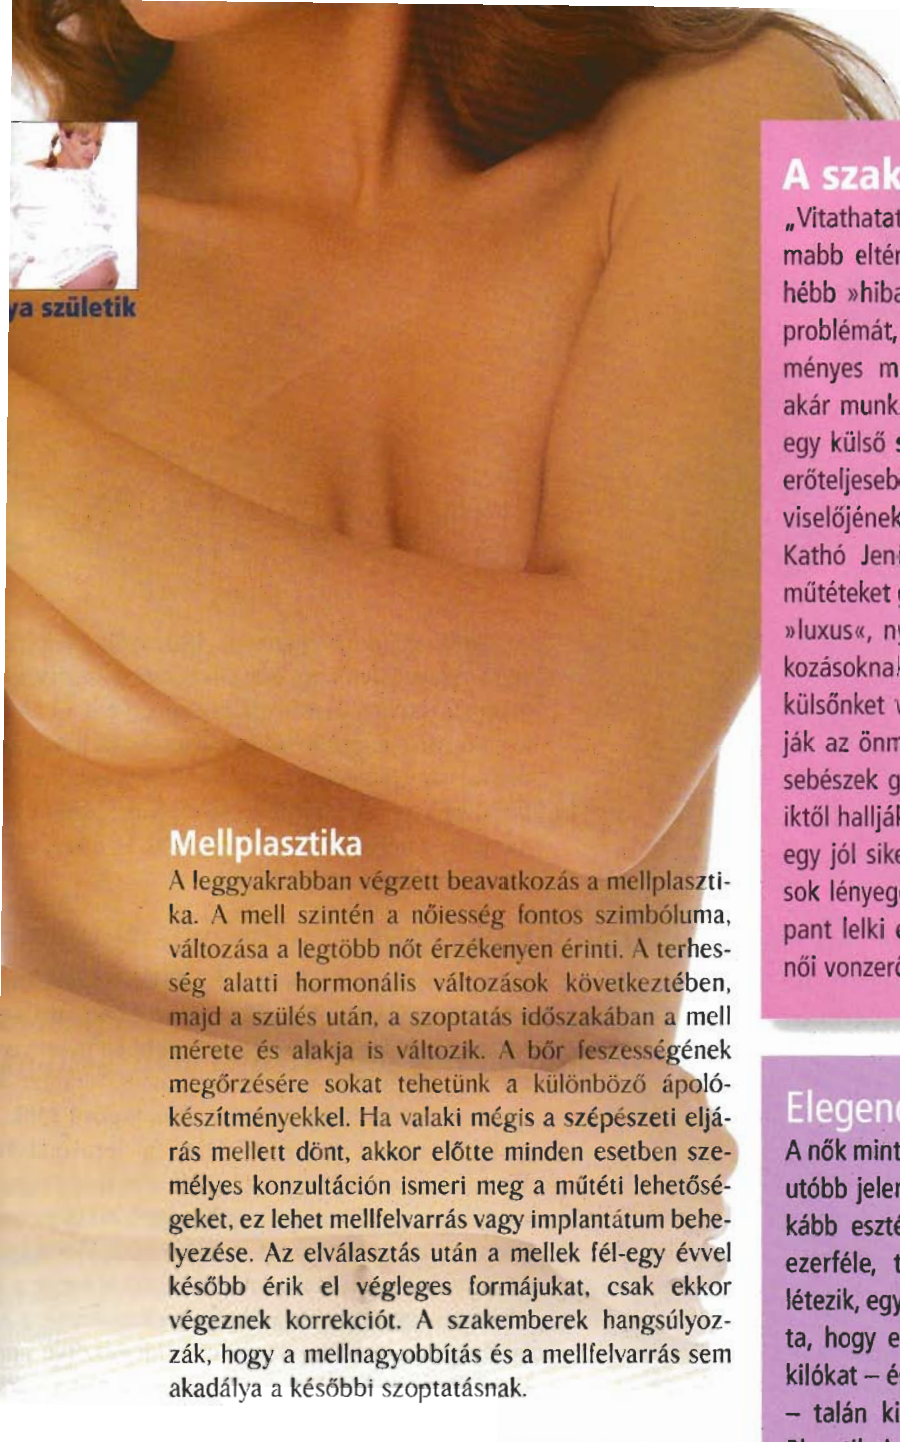 ya születik
Mellplasztika
A leggyakrabban végzett beavatkozás a mellplaszti-
ka. A mell szintén a nőiesség fontos szimbóluma,
változása a legtöbb nőt érzékenyen érinti. A terhes-
ség alatti hormonális változások következtében,
majd a szülés után, a szoptatás időszakában a mell
mérete és alakja is változik. A bőr feszességének
megőrzésére sokat tehetünk a különböző ápoló-
készítményekkel. Ha valaki mégis a szépészeti eljá-
rás mellett dönt, akkor előtte minden esetben sze-
mélyes konzultáción ismeri meg a műtéti lehetősé-
geket, ez lehet mellfelvarrás vagy implantátum behe-
lyezése. Az elválasztás után a mellek fél-egy évvel
később érik el végleges formájukat, csak ekkor
végeznek korrekciót. A szakemberek hangsúlyoz-
zák, hogy a mellnagyobbítás és a mellfelvarrás sem
akadálya a későbbi szoptatásnak.
A szak
„Vitathatat
mabb eltér
hébb »hiba
problémát,
ményes m
akár munk
egy külső s
erőteljeseb
viselőjének
Kathó Jen
műtéteket
»luxus«, ny
kozásokna
külsőnket v
ják az önm
sebészek g
iktől halljá
egy jól sike
sok lényeg
pant lelki e
női vonzer
Elegen
A nők mint
utóbb jelen
kább eszté
ezerféle, t
létezik, egy
ta, hogy e
kilókat – é
– talán ki